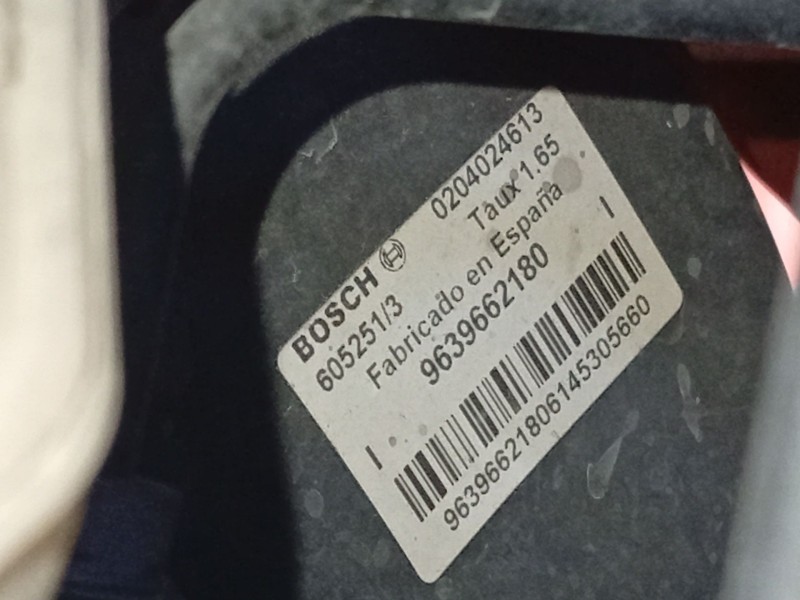 BOSCH 0204024613
605251/3 Taux 1.65
Fabricado en España
9639662180
I I
96396621806145305660